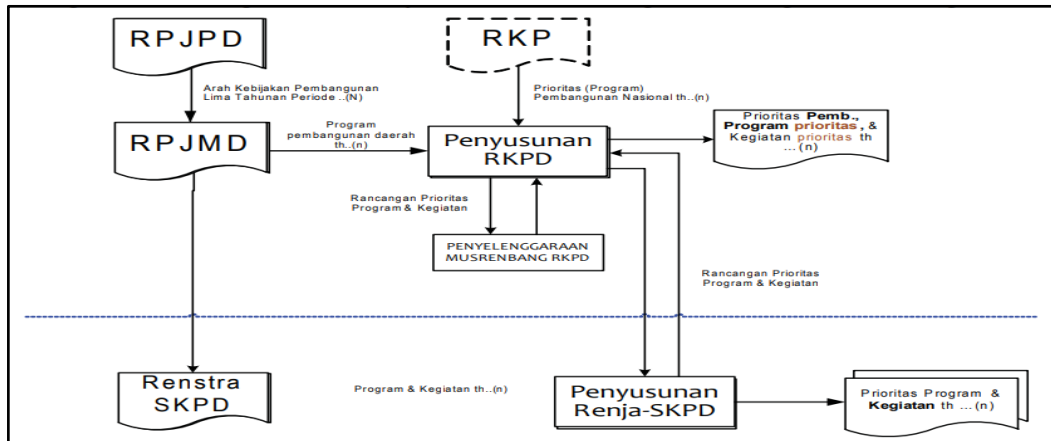 RPJPD
RKP
Arah Kebijakan Pembangunan
Lima Tahunan Periode ..(N)
Prioritas (Program)
Pembangunan Nasional th..(n)
RPJMD
Program
pembangunan daerah
th..(n)
Penyusunan
RKPD
Prioritas Pemb.,
Program prioritas, &
Kegiatan prioritas th
...(n)
Rancangan Prioritas
Program & Kegiatan
PENYELENGGARAAN
MUSRENBANG RKPD
Rancangan Prioritas
Program & Kegiatan
Renstra
SKPD
Program & Kegiatan th..(n)
Penyusunan
Renja-SKPD
Prioritas Program &
Kegiatan th ...(n)